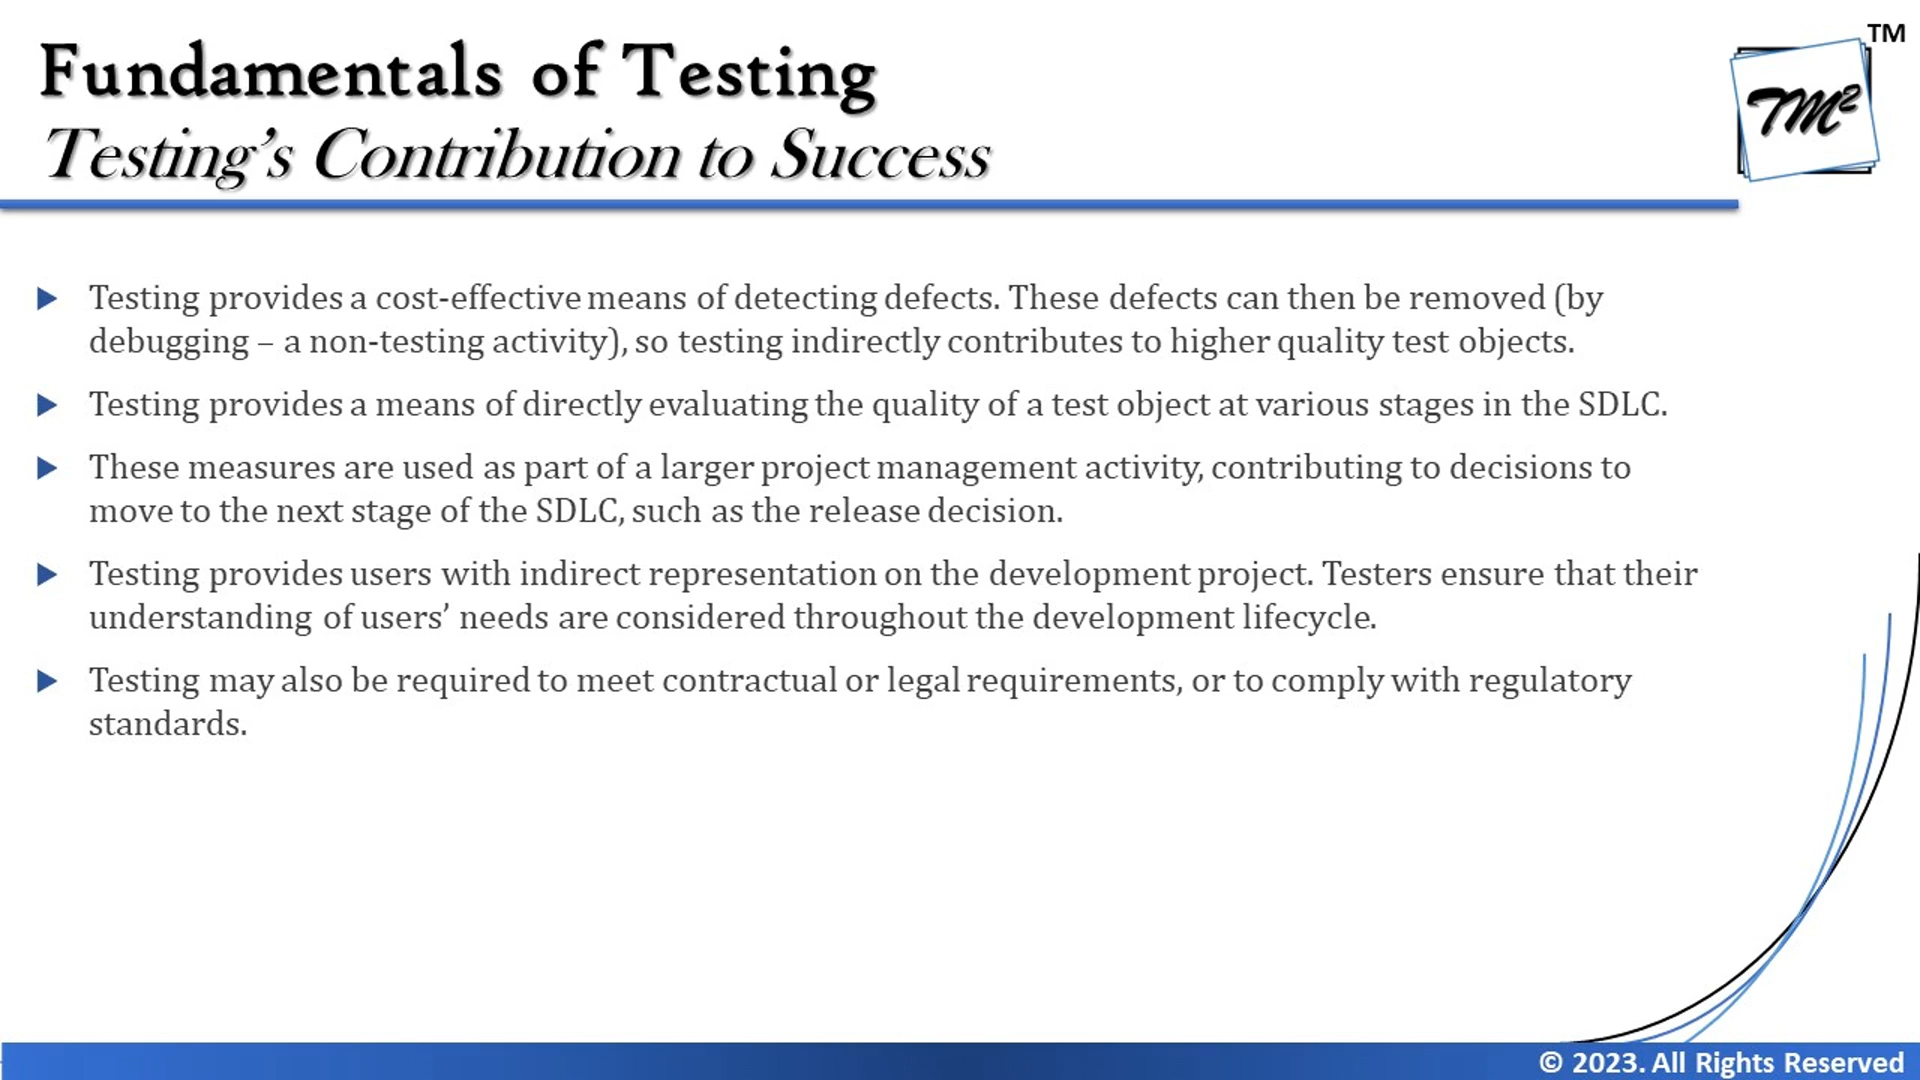 Fundamentals of Testing
Testing’s Contribution to Success
TM
TM²
Testing provides a cost-effective means of detecting defects. These defects can then be removed (by
debugging – a non-testing activity), so testing indirectly contributes to higher quality test objects.
Testing provides a means of directly evaluating the quality of a test object at various stages in the SDLC.
These measures are used as part of a larger project management activity, contributing to decisions to
move to the next stage of the SDLC, such as the release decision.
Testing provides users with indirect representation on the development project. Testers ensure that their
understanding of users’ needs are considered throughout the development lifecycle.
Testing may also be required to meet contractual or legal requirements, or to comply with regulatory
standards.
© 2023. All Rights Reserved